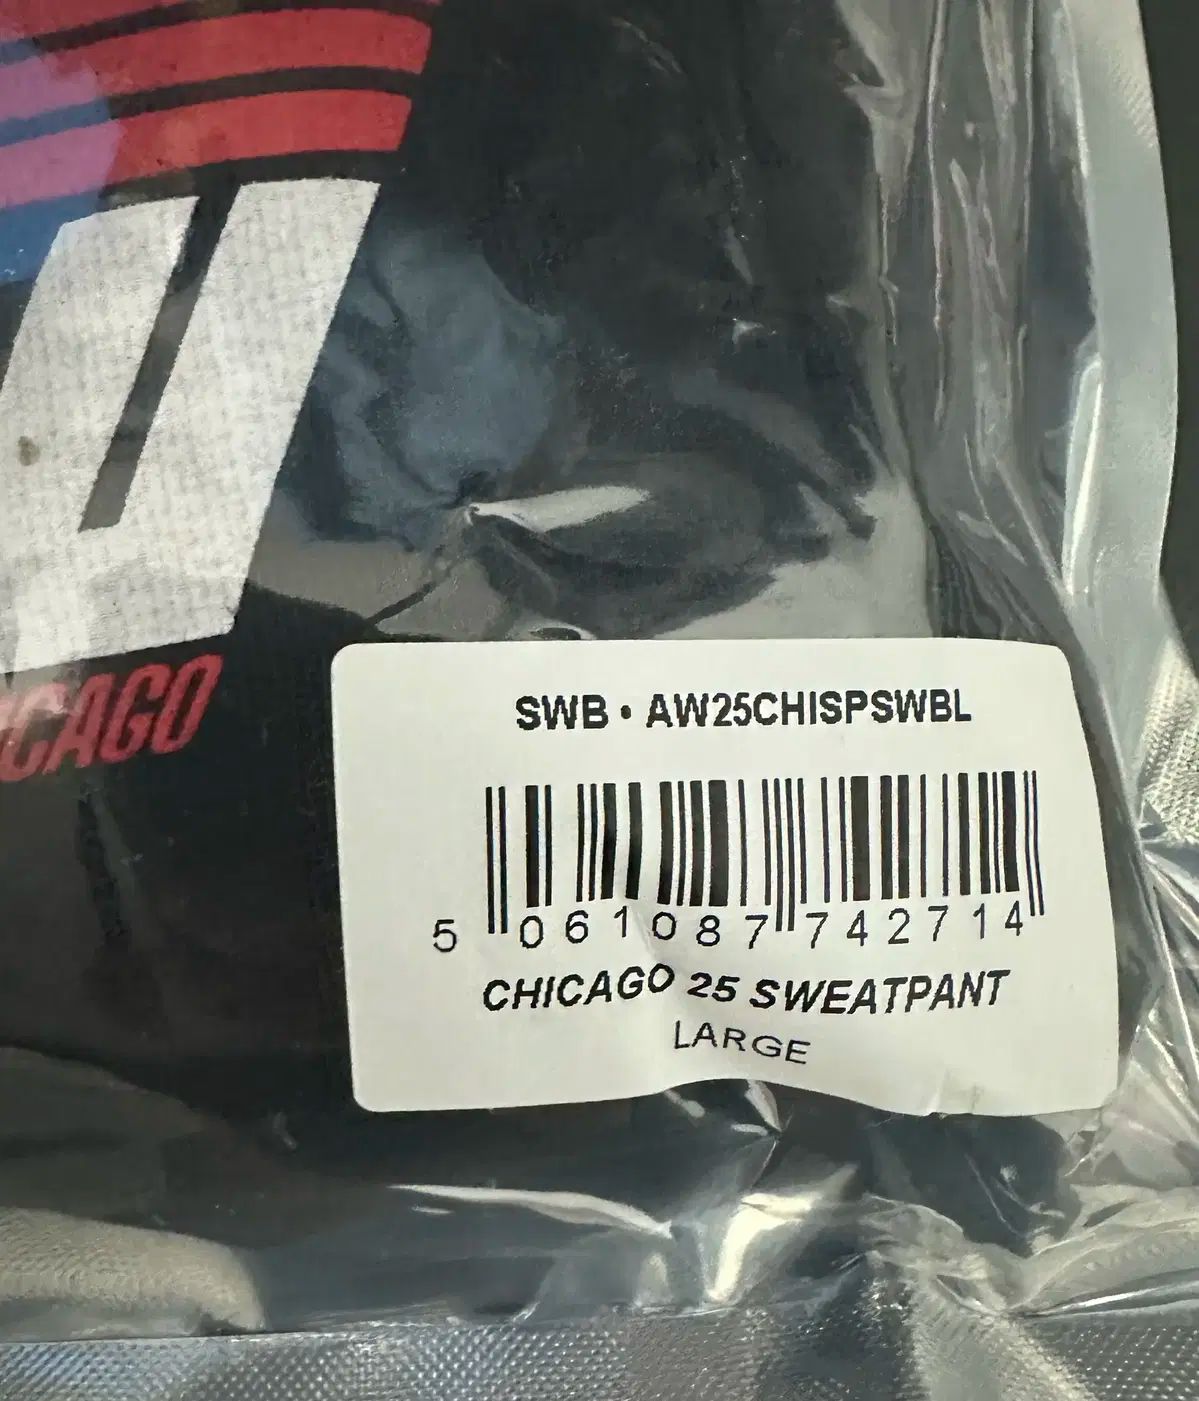 U
CAGO
SWB • AW25CHISPSWBL
5 061087 742714
CHICAGO 25 SWEATPANT
LARGE